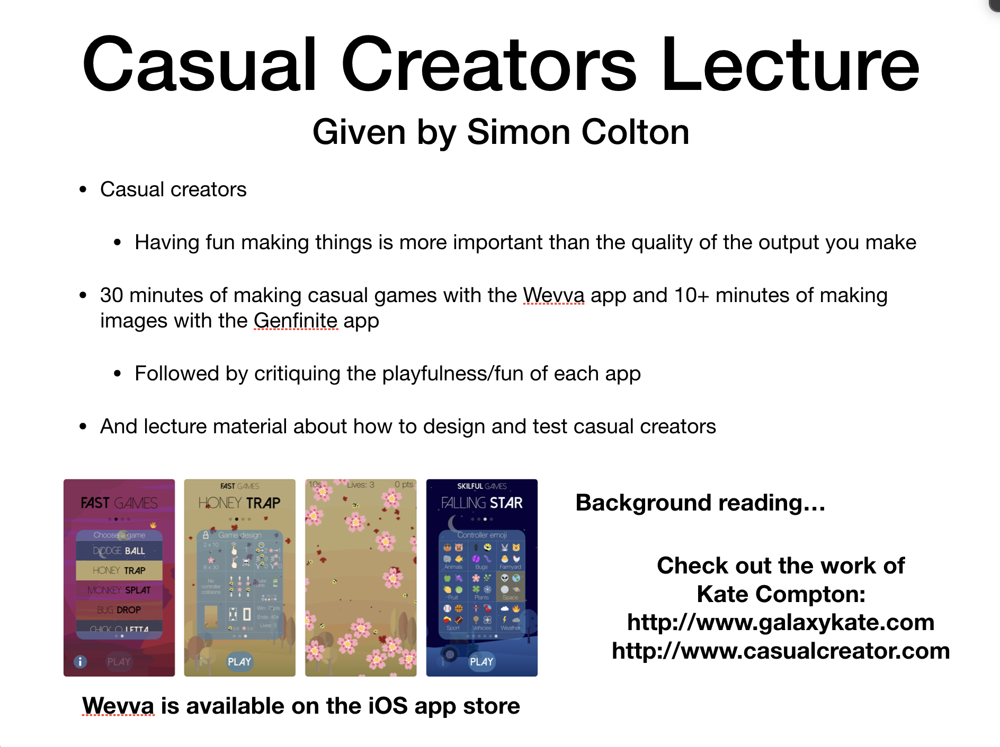 Casual Creators Lecture
Given by Simon Colton
• Casual creators
• Having fun making things is more important than the quality of the output you make
• 30 minutes of making casual games with the Wevva app and 10+ minutes of making
images with the Genfinite app
• Followed by critiquing the playfulness/fun of each app
• And lecture material about how to design and test casual creators
FAST GAMES
Choose a game
DODGE BALL
HONEY TRAP
MONKEY SPLAT
BUG DROP
CHICK O LETTA
i
PLAY
FAST GAMES
HONEY TRAP
Game design
2 x 10
1
8 x 30
No
controller
collisions
Win: 70pts
Ends: 40s
Lives: 3
2.6 2.6
PLAY
10s Lives: 3 0 pts
SKILFUL GAMES
FALLING STAR
Controller emoji
Animals Bugs Farmyard
Fruit Plants Space
Sport Vehicles Weather
PLAY
Wevva is available on the iOS app store
Background reading...
Check out the work of
Kate Compton:
http://www.galaxykate.com
http://www.casualcreator.com